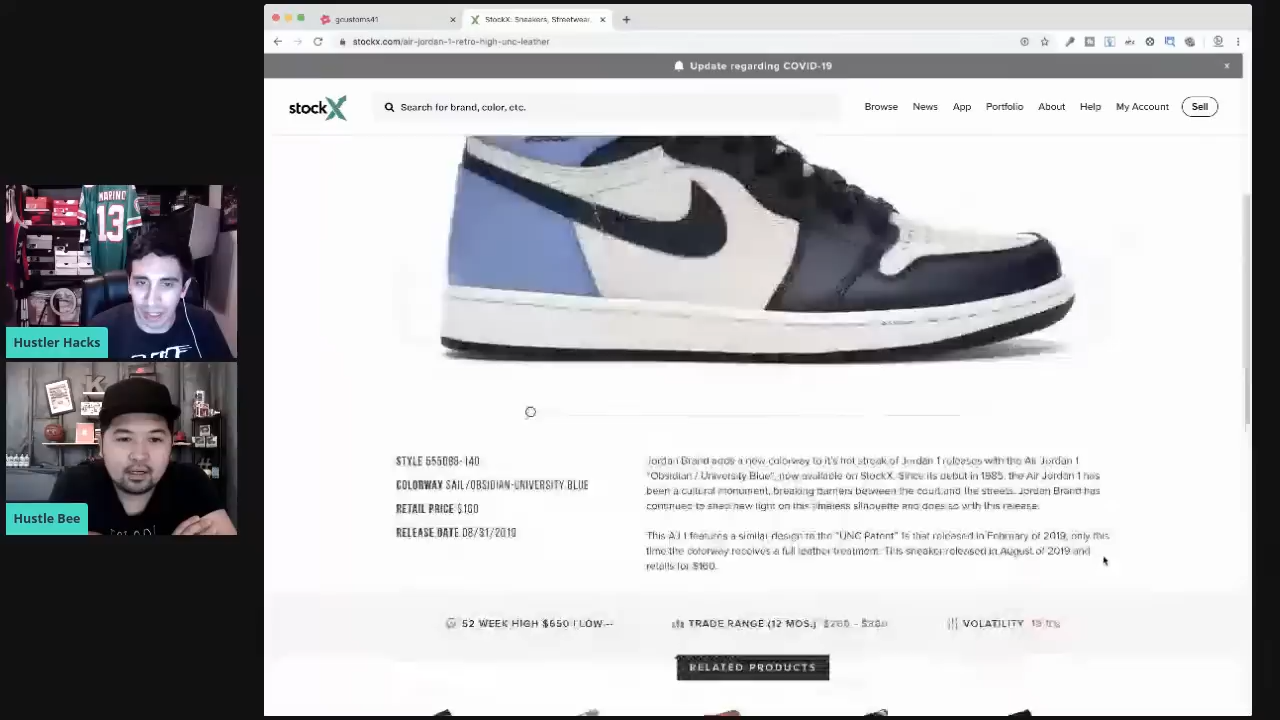 gcustoms41
StockX: Sneakers, Streetwear,
stockx.com/air-jordan-1-retro-high-unc-leather
Update regarding COVID-19
stockX
Search for brand, color, etc.
Browse
News
App
Portfolio
About
Help
My Account
Sell
MARINO
13
Hustler Hacks
K
Hustle Bee
STYLE 555088-140
COLORWAY SAIL/OBSIDIAN-UNIVERSITY BLUE
RETAIL PRICE $160
RELEASE DATE 08/31/2019
Jordan Brand adds a new colorway to it's hot streak of Jordan 1 releases with the Air Jordan 1
"Obsidian / University Blue", now available on StockX. Since its debut in 1985, the Air Jordan 1 has
been a cultural monument, breaking barriers between the court and the streets. Jordan Brand has
continued to shed new light on this timeless silhouette and does so with this release.
This AJ 1 features a similar design to the "UNC Patent" 1s that released in February of 2019, only this
time the colorway receives a full leather treatment. This sneaker released in August of 2019 and
retails for $160.
52 WEEK HIGH $650 | LOW --
TRADE RANGE (12 MOS.)
VOLATILITY
RELATED PRODUCTS